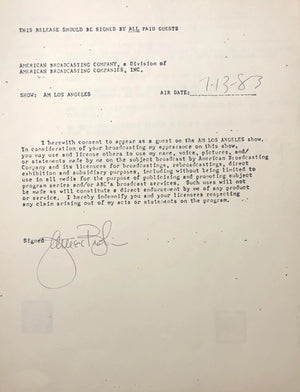 THIS RELEASE SHOULD BE SIGNED BY ALL PAID GUESTS
AMERICAN BROADCASTING COMPANY, a Division of
AMERICAN BROADCASTING COMPANIES, INC.
SHOW: AM LOS ANGELES AIR DATE: 7-13-83
I herewith consent to appear as a guest on the AM LOS ANGELES show.
In consideration of your broadcasting my appearance on this show,
you may use and license others to use my name, voice, pictures, and/
or statements made by me on the subject broadcast by American Broadcasting
Company and its licensees for broadcastings, rebroadcastings, direct
exhibition and subsidiary purposes, including without being limited to
use in all media for the purpose of publicizing and promoting subject
program series and/or ABC's broadcast services. Such uses will not
be made as will constitute a direct endorsement by me of any product
or service. I hereby indemnify you and your licensees respecting
any claim arising out of my acts or statements on the program.
Signed